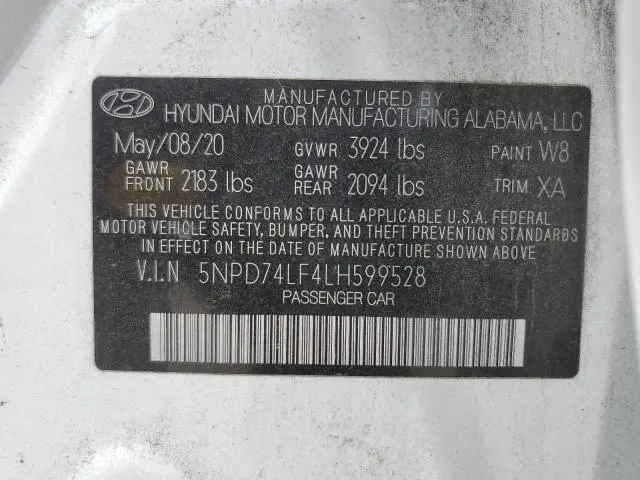 MANUFACTURED BY
HYUNDAI MOTOR MANUFACTURING ALABAMA, LLC
May/08/20 GVWR 3924 lbs PAINT W8
GAWR FRONT 2183 lbs GAWR REAR 2094 lbs TRIM XA
THIS VEHICLE CONFORMS TO ALL APPLICABLE U.S.A. FEDERAL
MOTOR VEHICLE SAFETY, BUMPER, AND THEFT PREVENTION STANDARDS
IN EFFECT ON THE DATE OF MANUFACTURE SHOWN ABOVE
V.I.N 5NPD74LF4LH599528
PASSENGER CAR